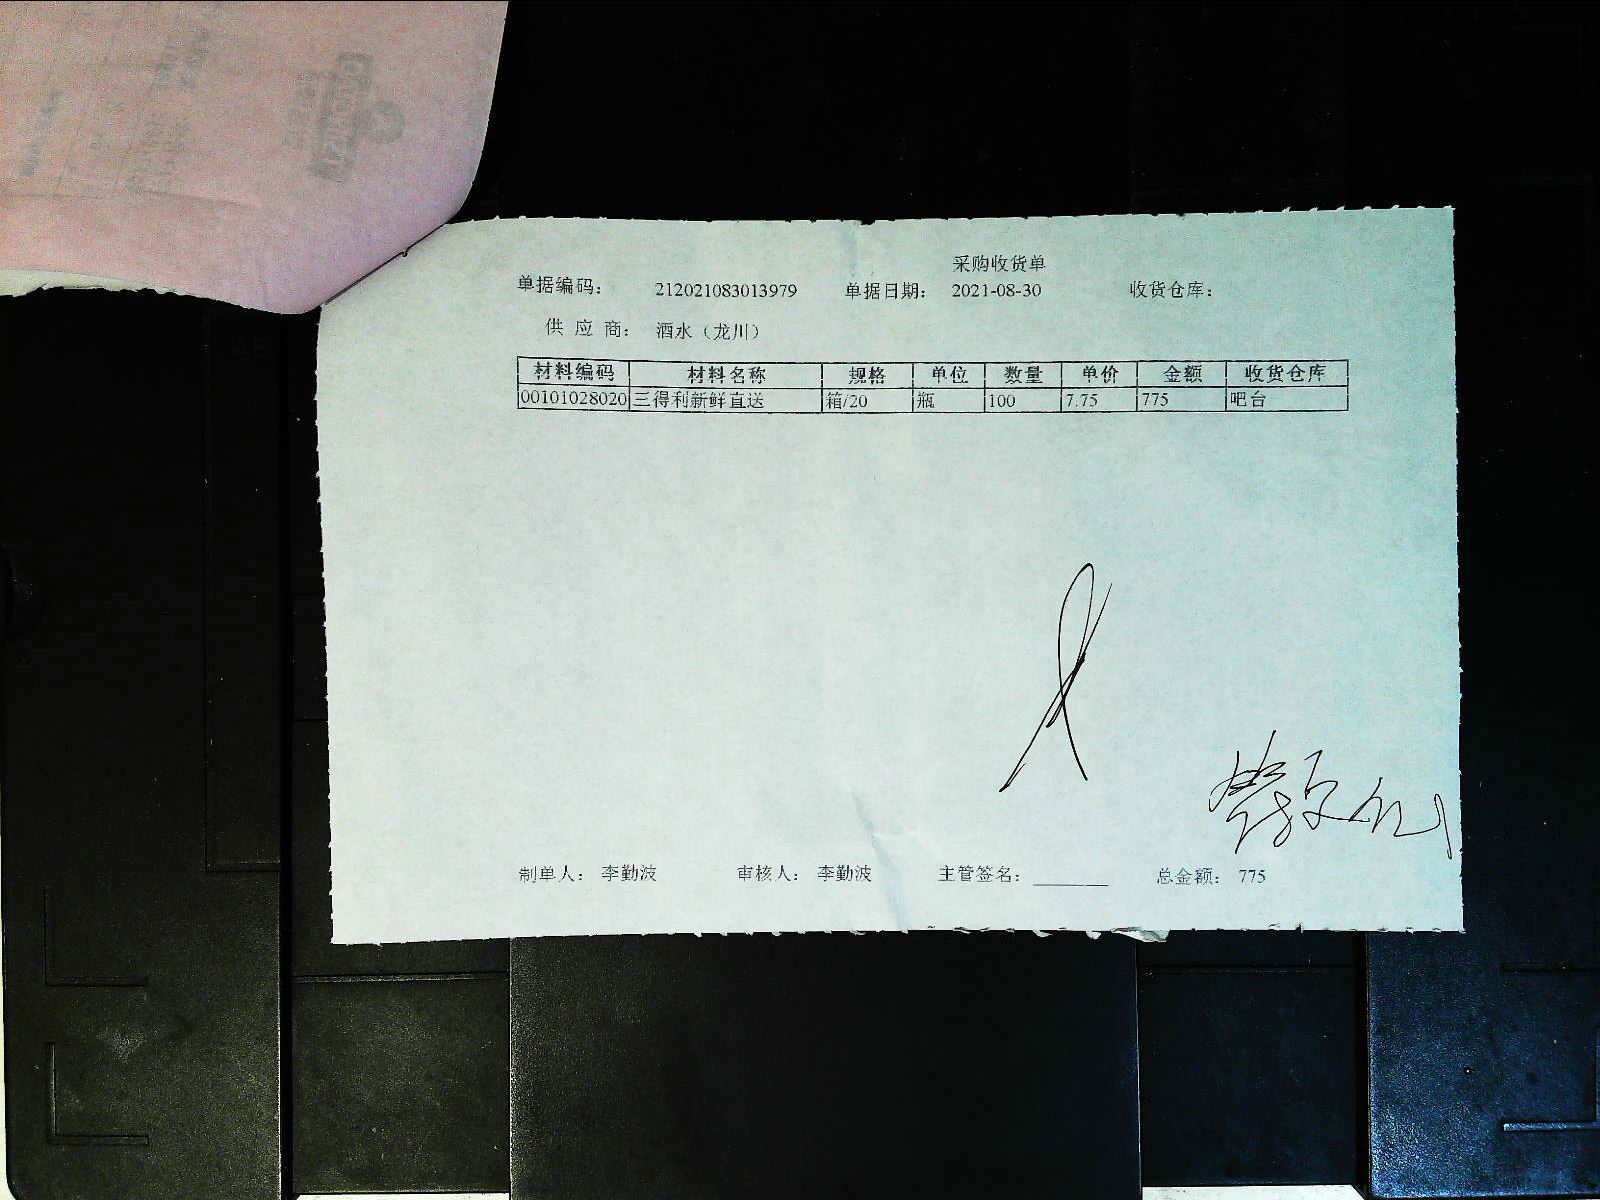 采购收货单
单据编码： 212021083013979 单据日期： 2021-08-30 收货仓库：
供 应 商： 酒水（龙川）
材料编码 材料名称 规格 单位 数量 单价 金额 收货仓库
00101028020 三得利新鲜直送 箱/20 瓶 100 7.75 775 吧台
制单人： 李勤波 审核人： 李勤波 主管签名： 总金额： 775